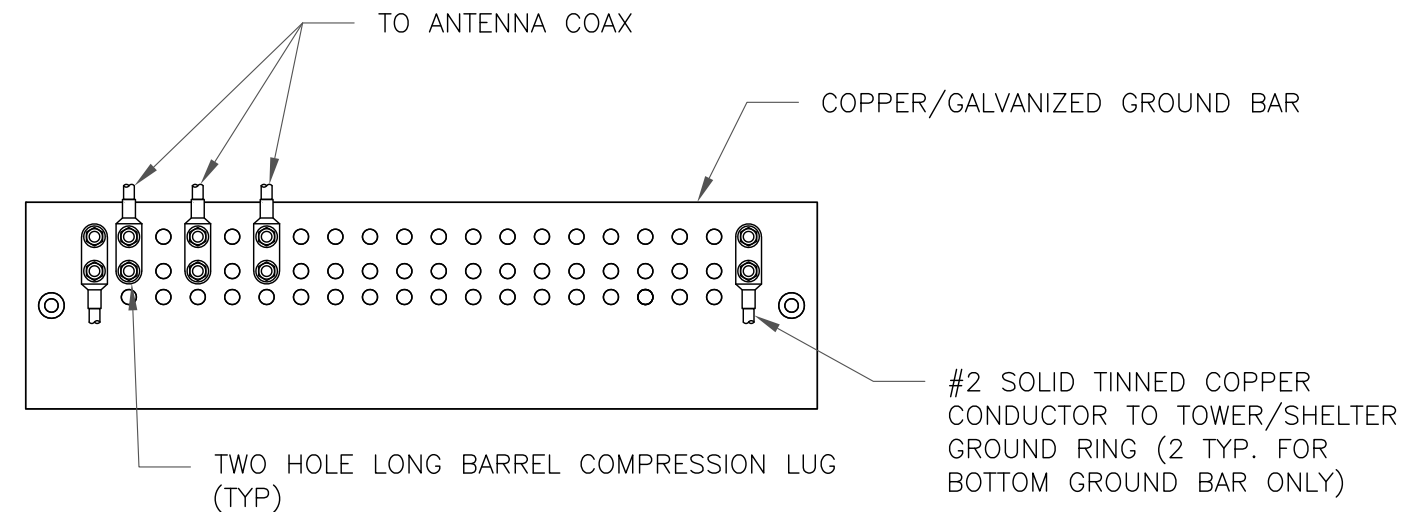 TO ANTENNA COAX
COPPER/GALVANIZED GROUND BAR
#2 SOLID TINNED COPPER
CONDUCTOR TO TOWER/SHELTER
GROUND RING (2 TYP. FOR
BOTTOM GROUND BAR ONLY)
TWO HOLE LONG BARREL COMPRESSION LUG
(TYP)